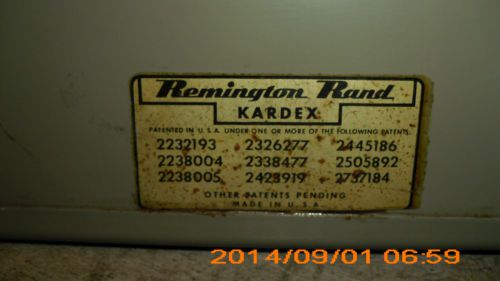 Remington Rand
KARDEX
PATENTED IN U.S.A. UNDER ONE OR MORE OF THE FOLLOWING PATENTS
2232193 2326277 2445186
2238004 2338477 2505892
2238005 2423919 2737184
OTHER PATENTS PENDING
MADE IN U.S.A.
2014/09/01 06:59